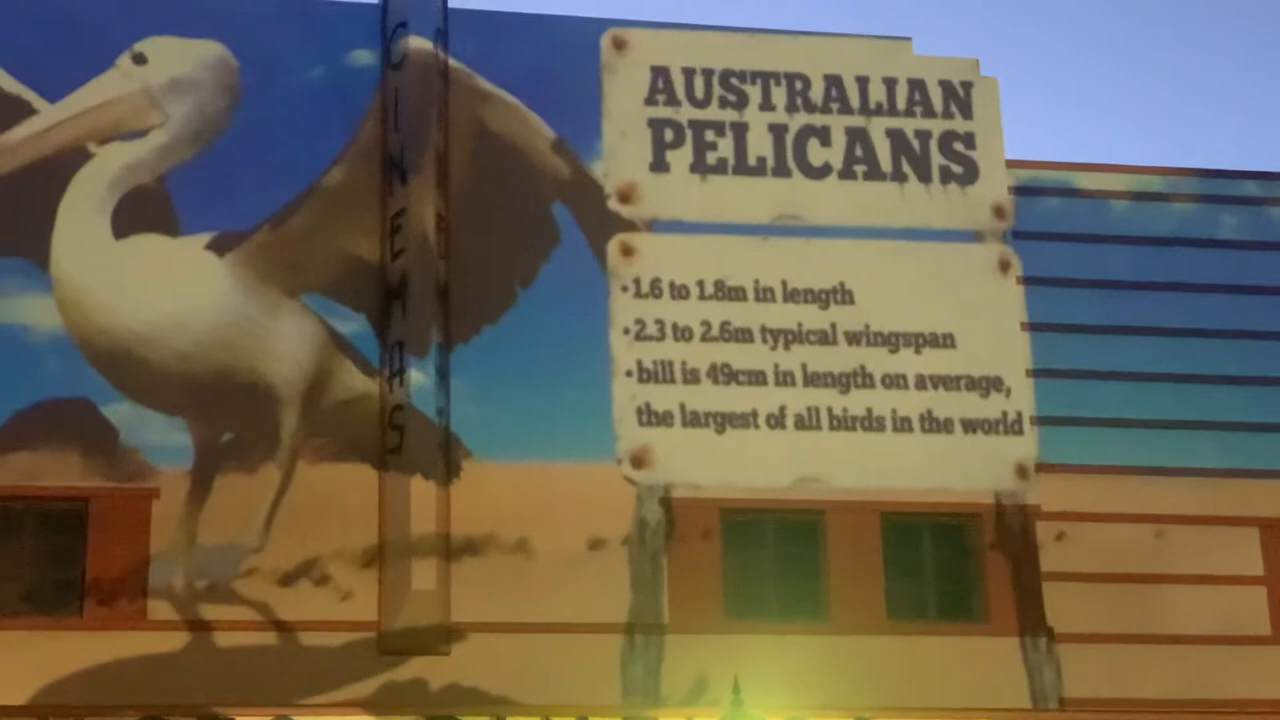 CINEMAS
AUSTRALIAN
PELICANS
•1.6 to 1.8m in length
•2.3 to 2.6m typical wingspan
•bill is 49cm in length on average,
the largest of all birds in the world